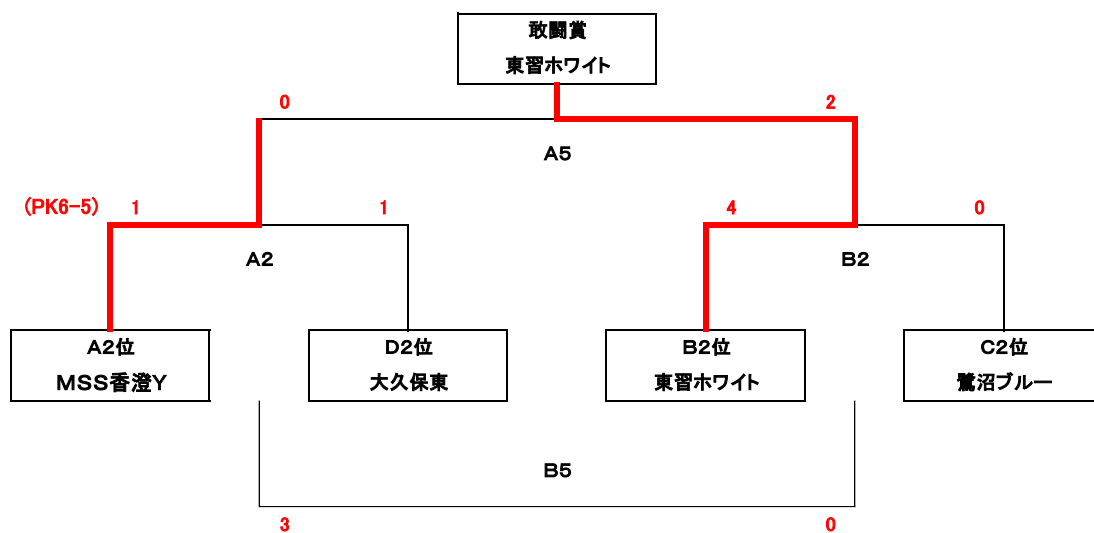 敢闘賞
東習ホワイト
0
2
A5
(PK6-5)
1
1
4
0
A2
B2
A2位
MSS香澄Y
D2位
大久保東
B2位
東習ホワイト
C2位
鷺沼ブルー
B5
3
0